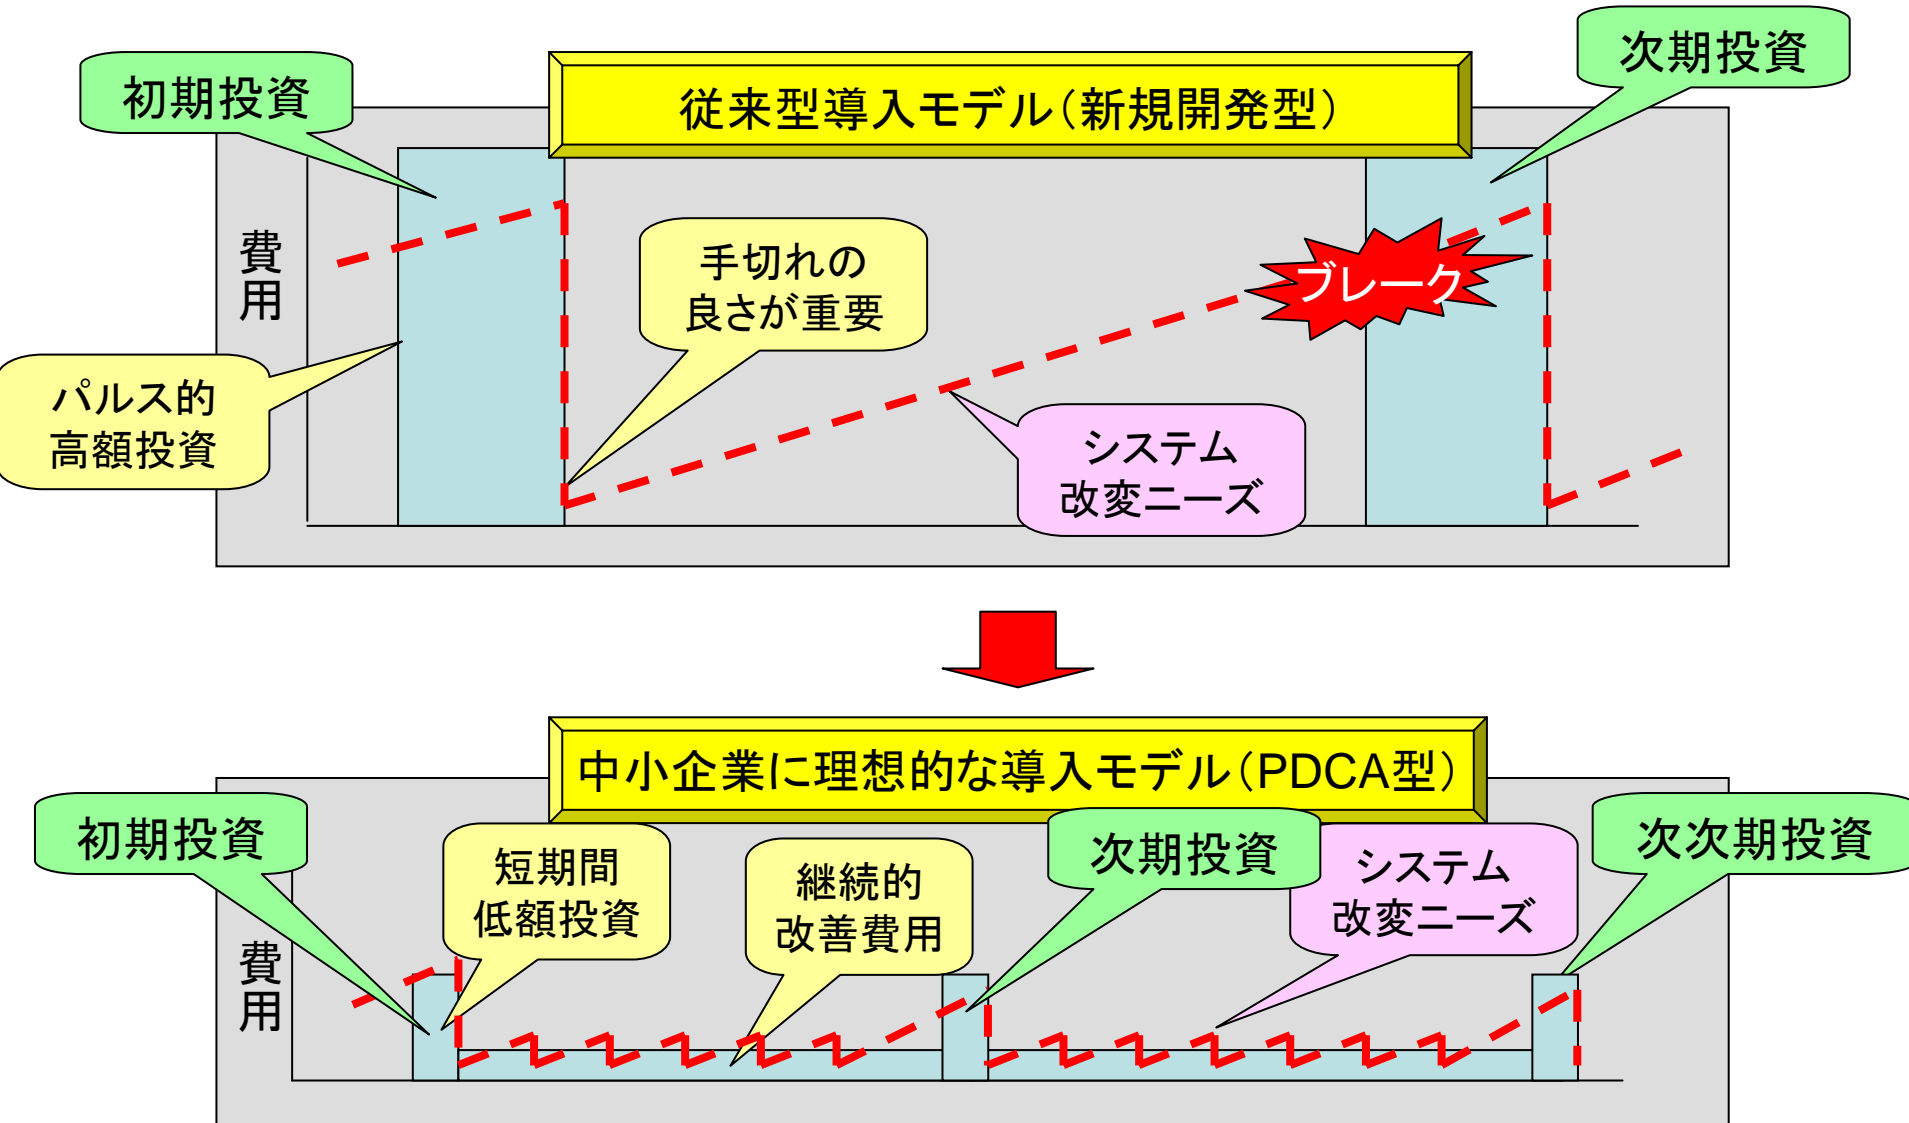 初期投資
従来型導入モデル（新規開発型）
次期投資
費
用
手切れの
良さが重要
ブレーク
パルス的
高額投資
システム
改変ニーズ
中小企業に理想的な導入モデル（PDCA型）
初期投資
短期間
低額投資
継続的
改善費用
次期投資
システム
改変ニーズ
次次期投資
費
用